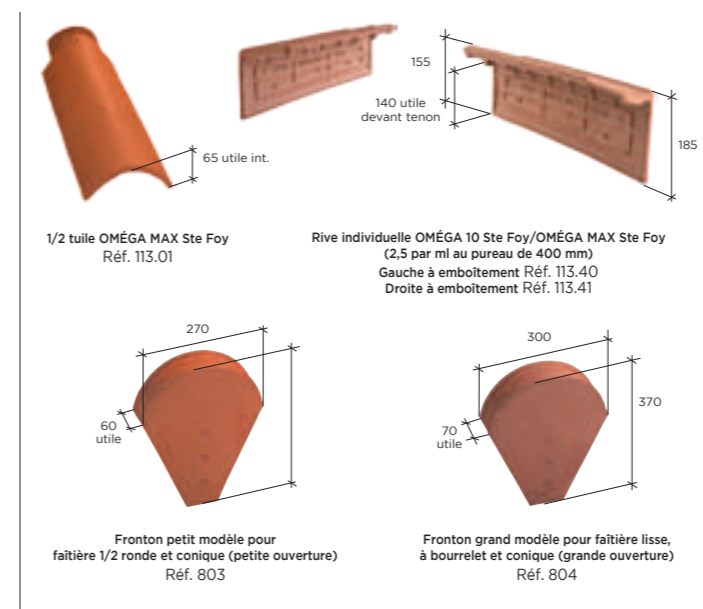 155
140 utile
devant tenon
185
65 utile int.
1/2 tuile OMÉGA MAX Ste Foy
Réf. 113.01
Rive individuelle OMÉGA 10 Ste Foy/OMÉGA MAX Ste Foy
(2,5 par ml au pureau de 400 mm)
Gauche à emboîtement Réf. 113.40
Droite à emboîtement Réf. 113.41
270
60
utile
Fronton petit modèle pour
faîtière 1/2 ronde et conique (petite ouverture)
Réf. 803
300
370
70
utile
Fronton grand modèle pour faîtière lisse,
à bourrelet et conique (grande ouverture)
Réf. 804